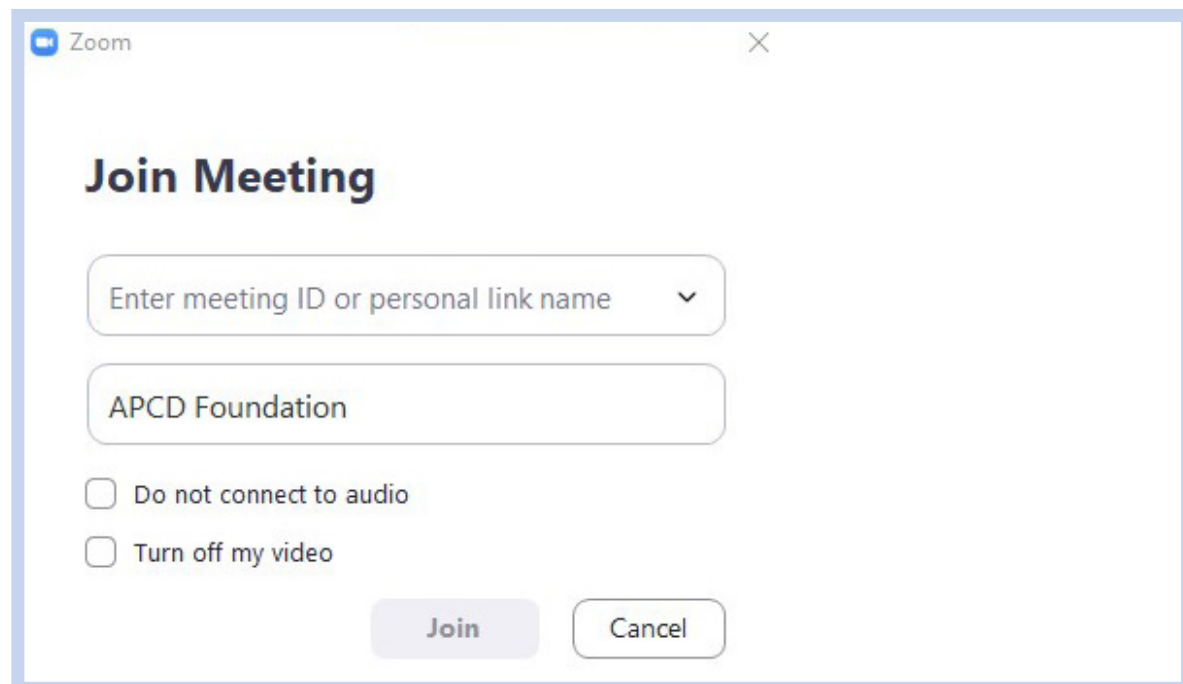 Zoom
Join Meeting
Enter meeting ID or personal link name
APCD Foundation
Do not connect to audio
Turn off my video
Join Cancel